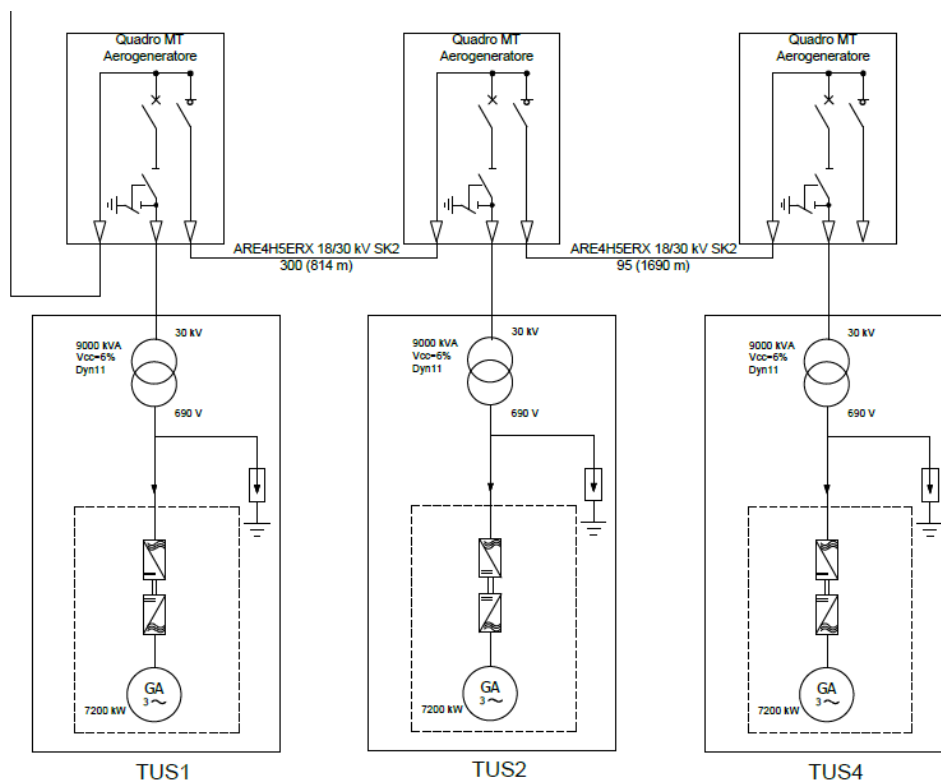 Quadro MT
Aerogeneratore
Quadro MT
Aerogeneratore
Quadro MT
Aerogeneratore
ARE4H5ERX 18/30 kV SK2
300 (814 m)
ARE4H5ERX 18/30 kV SK2
95 (1690 m)
30 kV
9000 kVA
Vcc=6%
Dyn11
690 V
30 kV
9000 kVA
Vcc=6%
Dyn11
690 V
30 kV
9000 kVA
Vcc=6%
Dyn11
690 V
GA
3~
7200 kW
GA
3~
7200 kW
GA
3~
7200 kW
TUS1
TUS2
TUS4